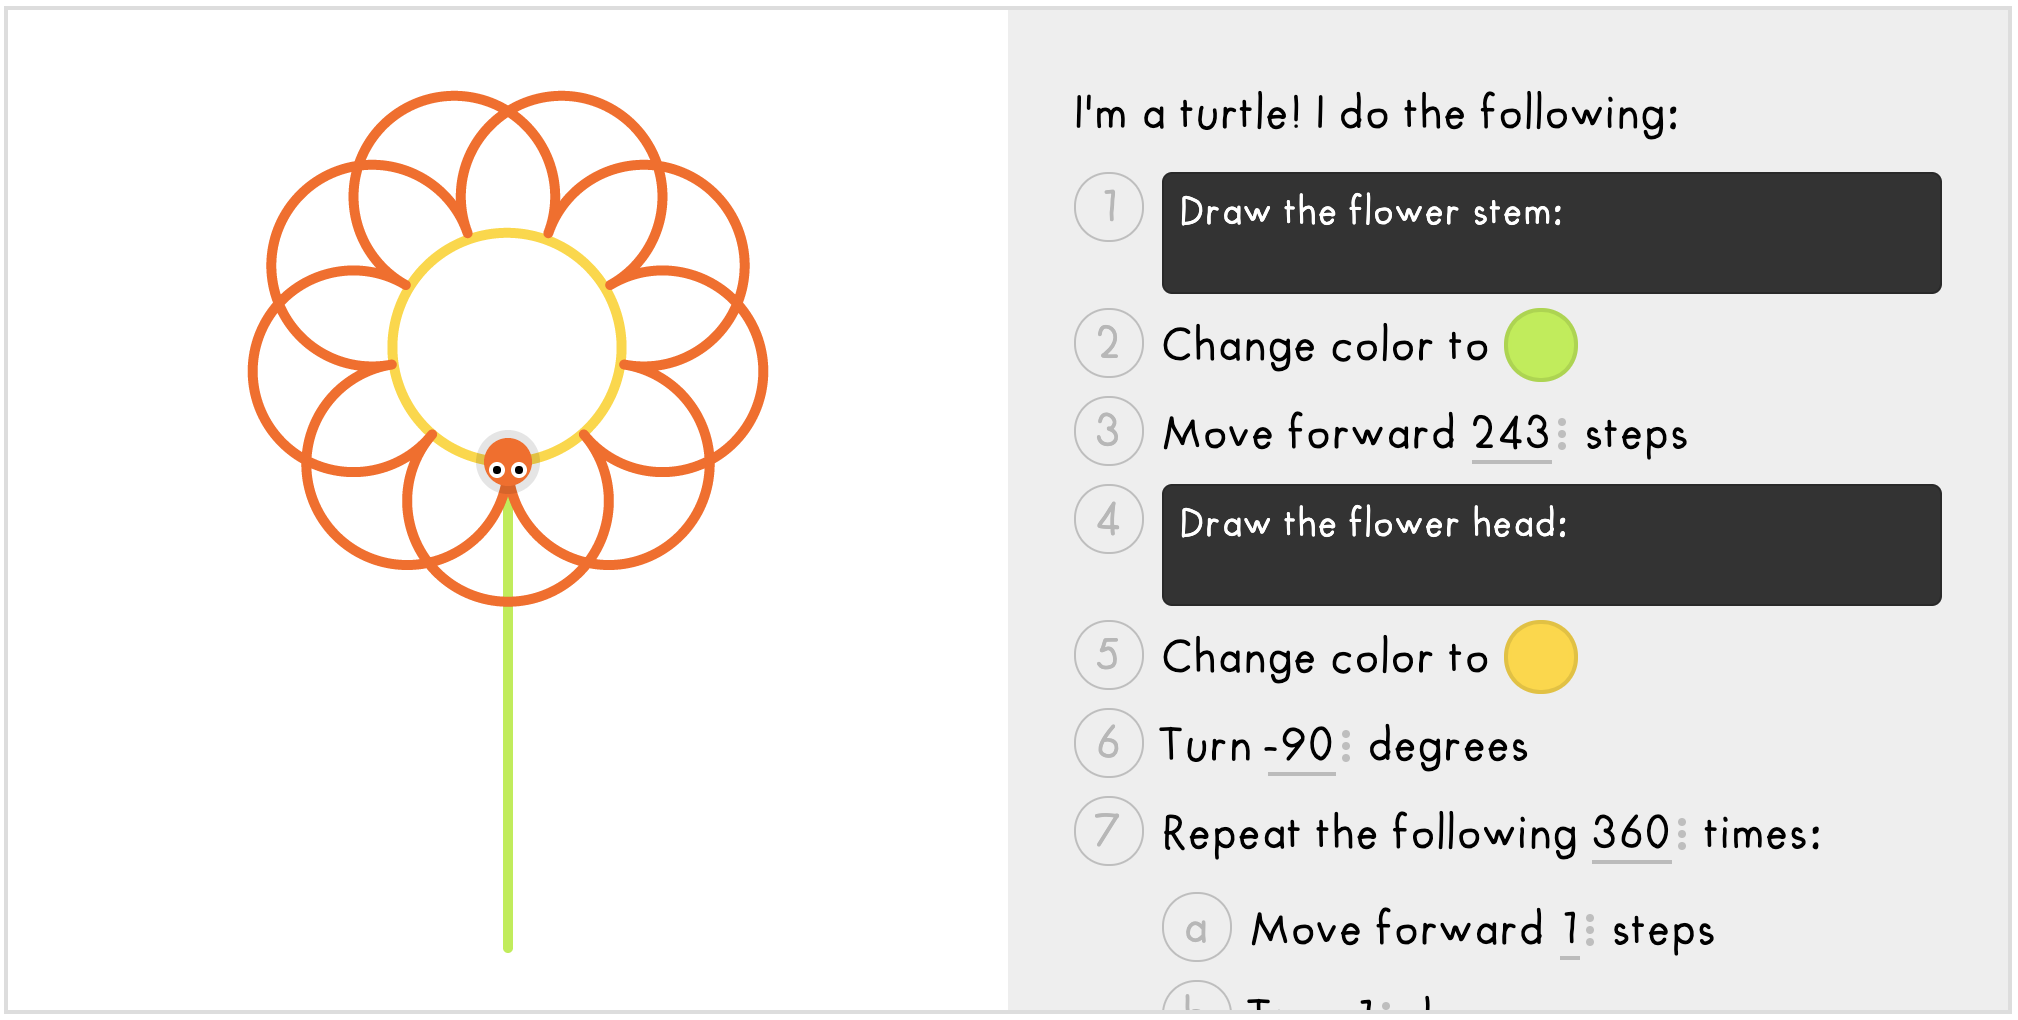 I'm a turtle! I do the following:
1 Draw the flower stem:
2 Change color to
3 Move forward 243 steps
4 Draw the flower head:
5 Change color to
6 Turn -90 degrees
7 Repeat the following 360 times:
a Move forward 1 steps